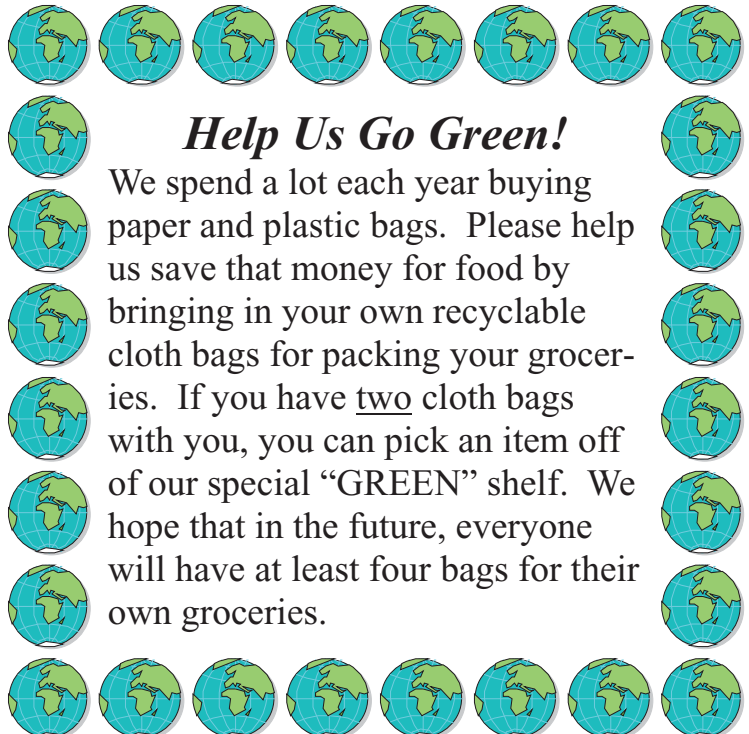 Help Us Go Green!
We spend a lot each year buying
paper and plastic bags.  Please help
us save that money for food by
bringing in your own recyclable
cloth bags for packing your grocer-
ies.  If you have two cloth bags
with you, you can pick an item off
of our special “GREEN” shelf.  We
hope that in the future, everyone
will have at least four bags for their
own groceries.